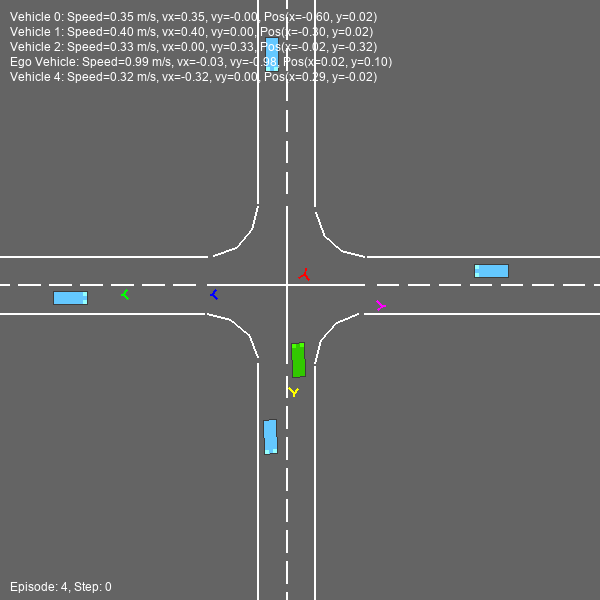 Vehicle 0: Speed=0.35 m/s, vx=0.35, vy=-0.00, Pos(x=-0.60, y=0.02)
Vehicle 1: Speed=0.40 m/s, vx=0.40, vy=0.00, Pos(x=-0.30, y=0.02)
Vehicle 2: Speed=0.33 m/s, vx=0.00, vy=0.33, Pos(x=-0.02, y=-0.32)
Ego Vehicle: Speed=0.99 m/s, vx=-0.03, vy=-0.98, Pos(x=0.02, y=0.10)
Vehicle 4: Speed=0.32 m/s, vx=-0.32, vy=0.00, Pos(x=0.29, y=-0.02)
Episode: 4, Step: 0